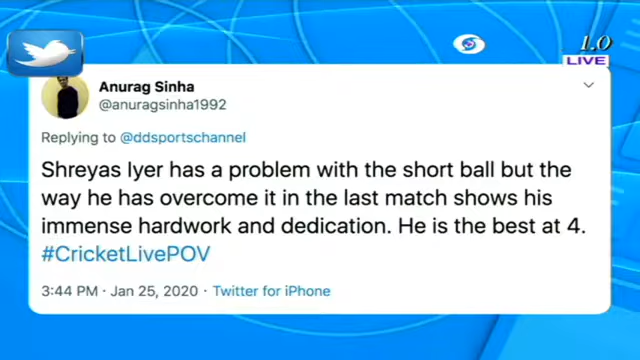 1.0
LIVE
Anurag Sinha
@anuragsinha1992
Replying to @ddsportschannel
Shreyas Iyer has a problem with the short ball but the
way he has overcome it in the last match shows his
immense hardwork and dedication. He is the best at 4.
#CricketLivePOV
3:44 PM · Jan 25, 2020 · Twitter for iPhone